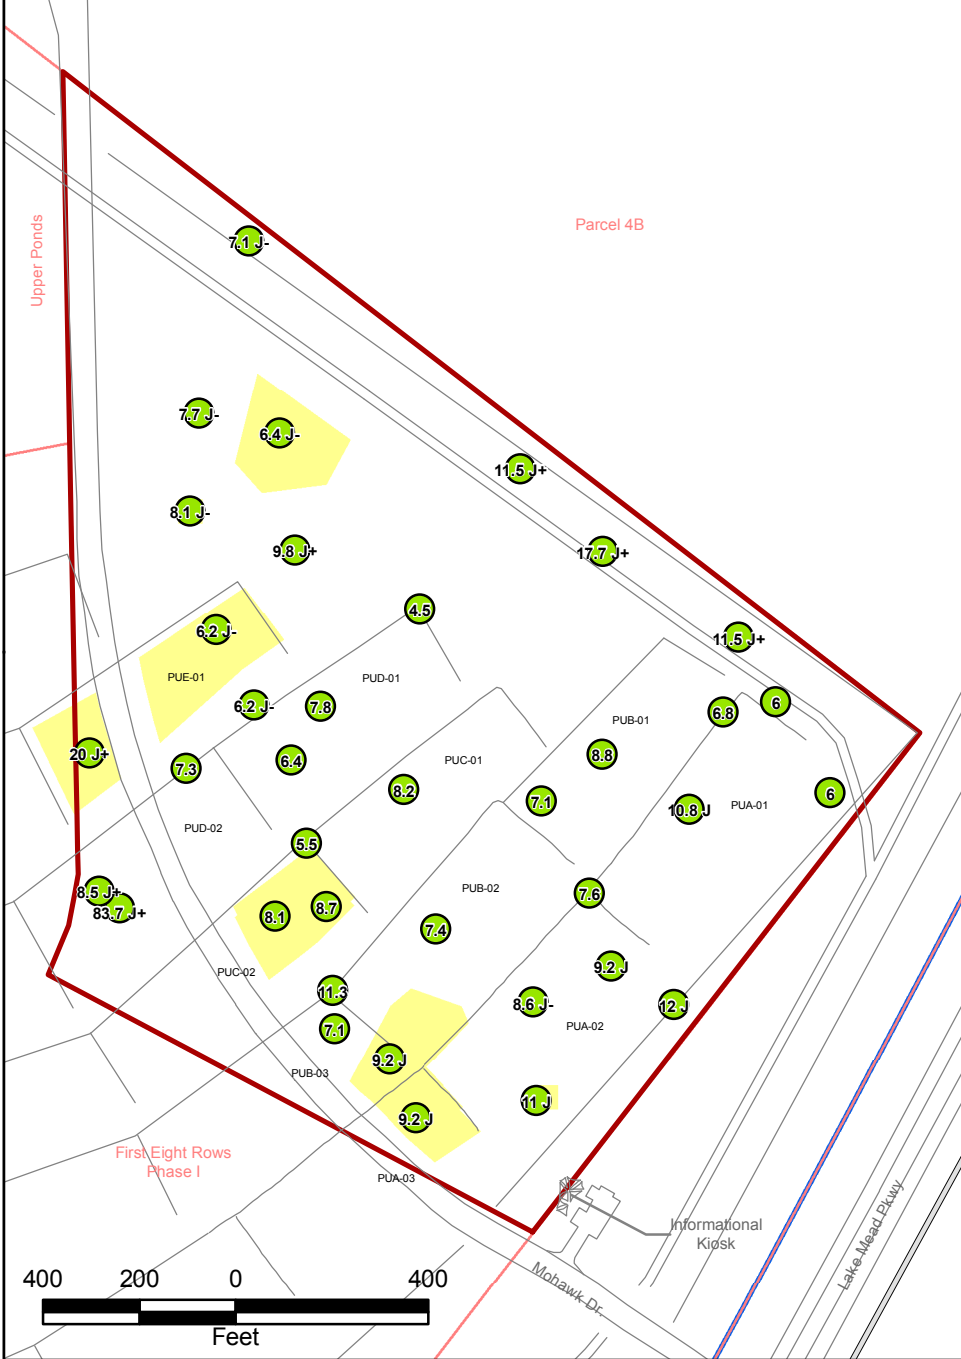 Parcel 4B
Upper Ponds
7.1 J-
7.7 J-
6.4 J-
11.5 J+
8.1 J-
9.8 J+
17.7 J+
4.5
6.2 J-
11.5 J+
PUE-01
PUD-01
6.2 J-
7.8
6.8
6
PUB-01
20 J+
7.3
6.4
PUC-01
8.8
8.2
7.1
10.8 J
PUA-01
6
PUD-02
5.5
8.5 J+
83.7 J+
PUB-02
7.6
8.1
8.7
7.4
PUC-02
9.2 J
11.3
8.6 J-
12 J
7.1
PUA-02
PUB-03
9.2 J
11 J
9.2 J
First Eight Rows
Phase I
PUA-03
Informational
Kiosk
Lake Mead Pkwy
Mohawk Dr.
400 200 0 400
Feet